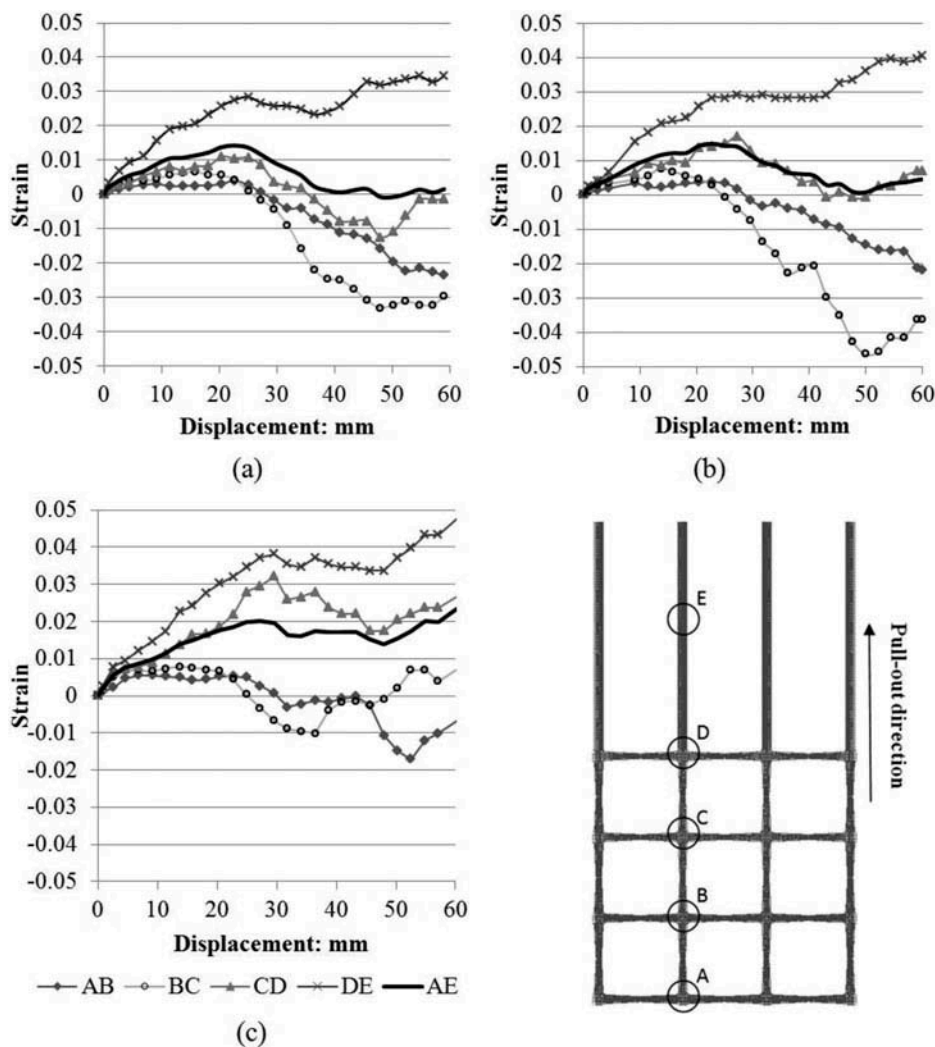 0.05
0.04
0.03
0.02
0.01
0
-0.01
-0.02
-0.03
-0.04
-0.05
Strain
0 10 20 30 40 50 60
Displacement: mm
(a)
0.05
0.04
0.03
0.02
0.01
0
-0.01
-0.02
-0.03
-0.04
-0.05
Strain
0 10 20 30 40 50 60
Displacement: mm
(b)
0.05
0.04
0.03
0.02
0.01
0
-0.01
-0.02
-0.03
-0.04
-0.05
Strain
0 10 20 30 40 50 60
Displacement: mm
AB BC CD DE AE
(c)
E
D
C
B
A
Pull-out direction